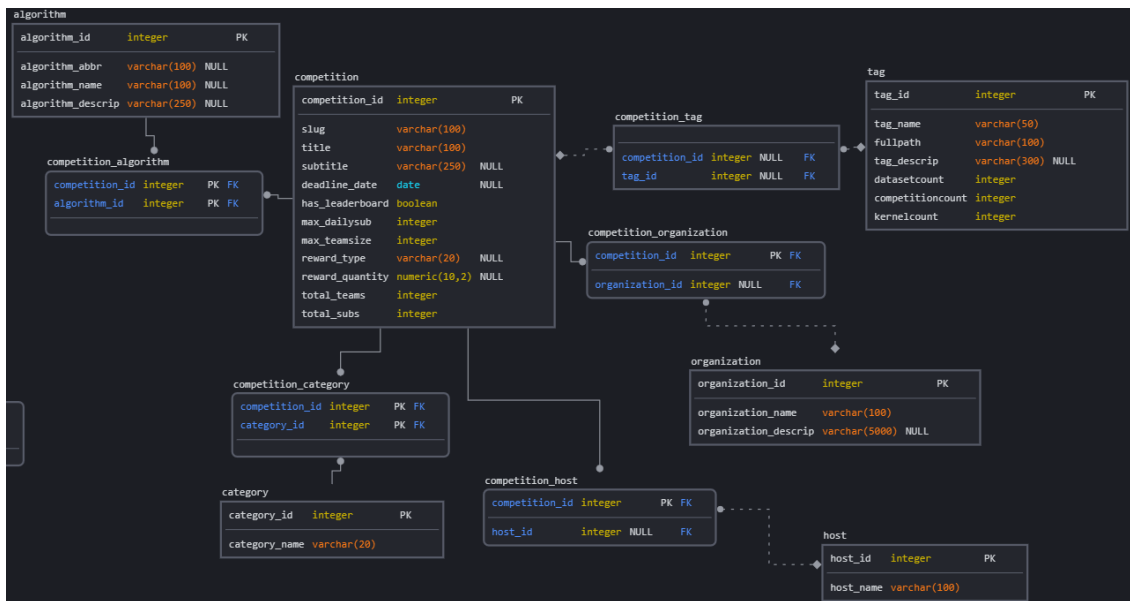 algorithm
algorithm_id integer PK
algorithm_abbr varchar(100) NULL
algorithm_name varchar(100) NULL
algorithm_descrip varchar(250) NULL
competition_algorithm
competition_id integer PK FK
algorithm_id integer PK FK
competition
competition_id integer PK
slug varchar(100)
title varchar(100)
subtitle varchar(250) NULL
deadline_date date NULL
has_leaderboard boolean
max_dailysub integer
max_teamsize integer
reward_type varchar(20) NULL
reward_quantity numeric(10,2) NULL
total_teams integer
total_subs integer
competition_tag
competition_id integer NULL FK
tag_id integer NULL FK
tag
tag_id integer PK
tag_name varchar(50)
fullpath varchar(100)
tag_descrip varchar(300) NULL
datasetcount integer
competitioncount integer
kernelcount integer
competition_organization
competition_id integer PK FK
organization_id integer NULL FK
organization
organization_id integer PK
organization_name varchar(100)
organization_descrip varchar(5000) NULL
competition_category
competition_id integer PK FK
category_id integer PK FK
category
category_id integer PK
category_name varchar(20)
competition_host
competition_id integer PK FK
host_id integer NULL FK
host
host_id integer PK
host_name varchar(100)